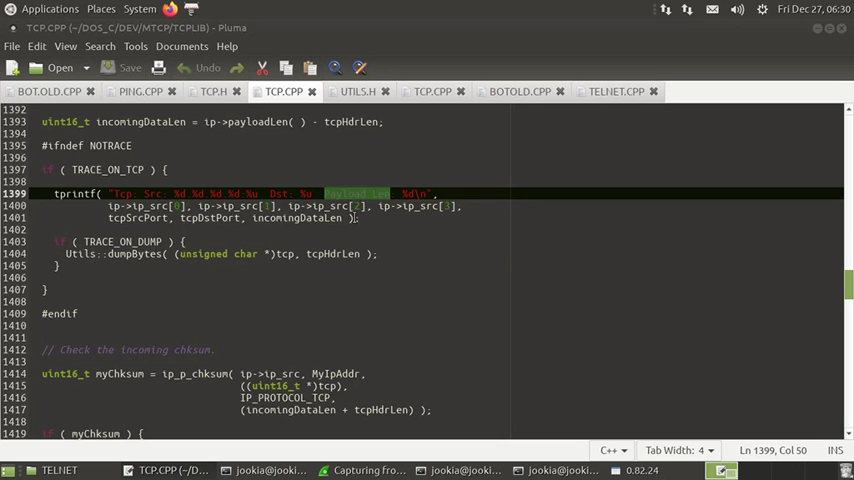 Applications Places System Fri Dec 27, 06:30
TCP.CPP (~/DOS_C/DEV/MTCP/TCPLIB) - Pluma
File Edit View Search Tools Documents Help
Open Save Undo
BOT.OLD.CPP PING.CPP TCP.H TCP.CPP UTILS.H TCP.CPP BOTOLD.CPP TELNET.CPP
1392
1393 uint16_t incomingDataLen = ip->payloadLen( ) - tcpHdrLen;
1394
1395 #ifndef NOTRACE
1396
1397 if ( TRACE_ON_TCP ) {
1398
1399 tprintf( "Tcp: Src: %d.%d.%d.%d:%u  Dst: %u  Payload Len: %d\n",
1400 ip->ip_src[0], ip->ip_src[1], ip->ip_src[2], ip->ip_src[3],
1401 tcpSrcPort, tcpDstPort, incomingDataLen );
1402
1403 if ( TRACE_ON_DUMP ) {
1404 Utils::dumpBytes( (unsigned char *)tcp, tcpHdrLen );
1405 }
1406
1407 }
1408
1409 #endif
1410
1411
1412 // Check the incoming chksum.
1413
1414 uint16_t myChksum = ip_p_chksum( ip->ip_src, MyIpAddr,
1415 ((uint16_t *)tcp),
1416 IP_PROTOCOL_TCP,
1417 (incomingDataLen + tcpHdrLen) );
1418
1419 if ( myChksum ) {
C++ Tab Width: 4 Ln 1399, Col 50 INS
TELNET TCP.CPP (~/D... jookia@jooki... Capturing fro... jookia@jooki... jookia@jooki... 0.82.24